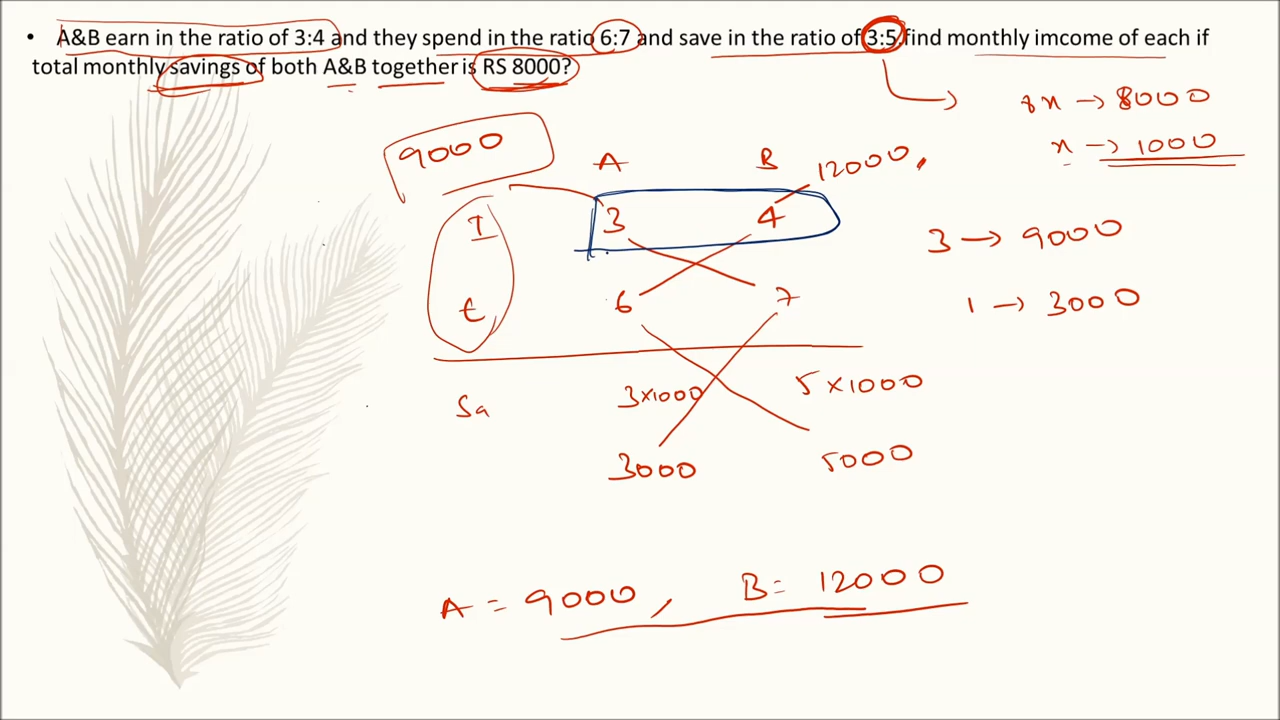 • A&B earn in the ratio of 3:4 and they spend in the ratio 6:7 and save in the ratio of 3:5.find monthly imcome of each if
total monthly savings of both A&B together is RS 8000?
8x → 8000
x → 1000
9000
A B 12000,
I 3 4
3 → 9000
E 6 7
1 → 3000
Sa 3×1000 5×1000
3000 5000
A = 9000, B= 12000